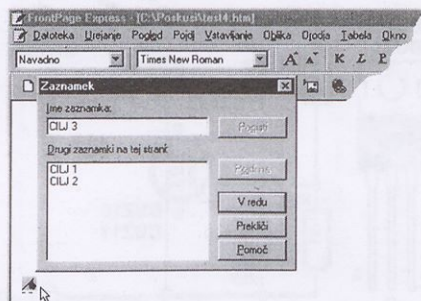 FrontPage Express - [C:\Poskusi\test4.htm]
Datoteka Urejanje Pogled Pojdi Vstavljanje Oblika Orodja Tabela Okno
Navadno Times New Roman A A K L P
Zaznamek
Ime zaznamka:
CILJ 3 Počisti
Drugi zaznamki na tej strani:
CILJ 1
CILJ 2
V redu
Prekliči
Pomoč